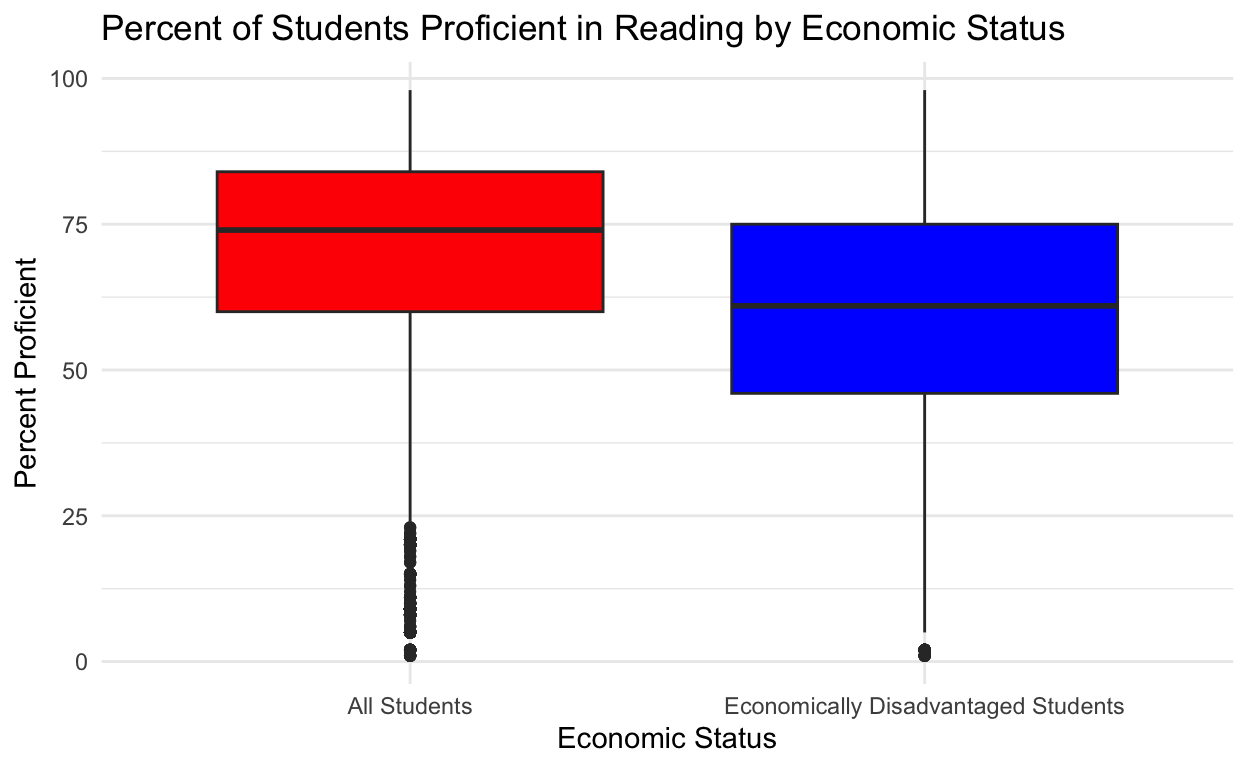 Percent of Students Proficient in Reading by Economic Status
100
75
50
25
0
Percent Proficient
All Students
Economically Disadvantaged Students
Economic Status